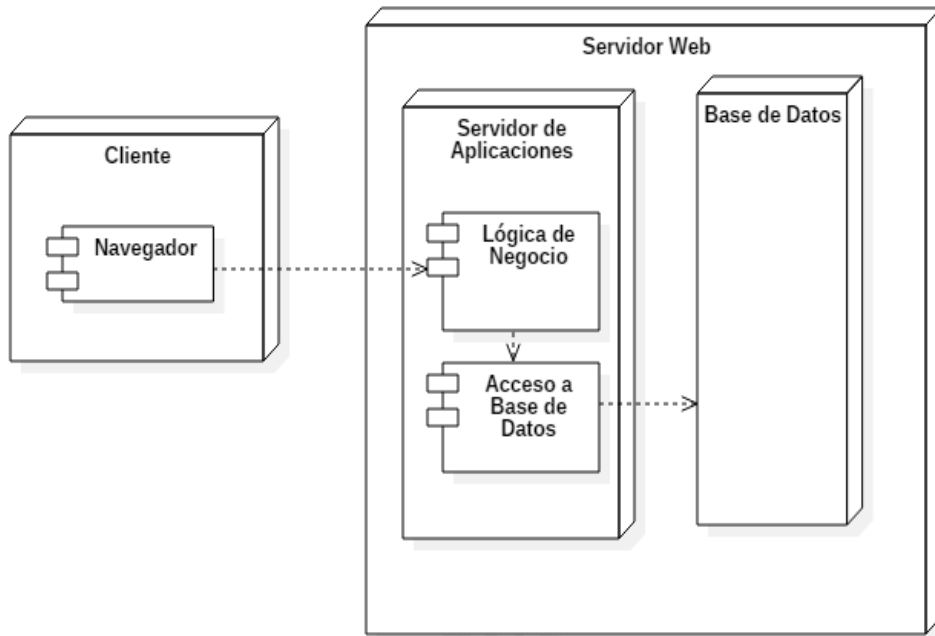 Servidor Web
Cliente
Navegador
Servidor de
Aplicaciones
Lógica de
Negocio
Acceso a
Base de
Datos
Base de Datos